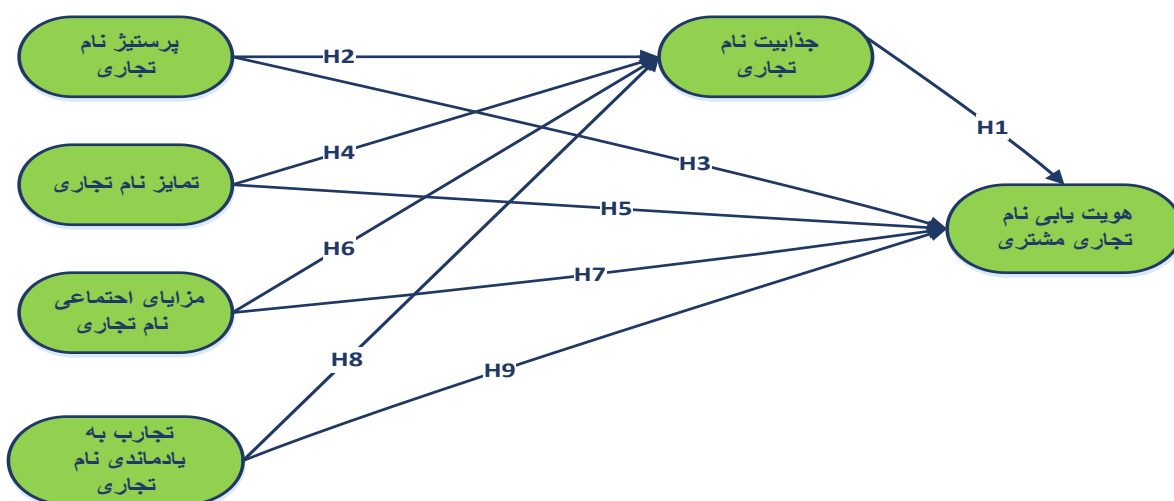 پرستیژ نام
تجاری
جذابیت نام
تجاری
H2
H1
H4
H3
تمایز نام تجاری
H5
هویت یابی نام
تجاری مشتری
H6
H7
مزایای احتماعی
نام تجاری
H8
H9
تجارب به
یادماندی نام
تجاری